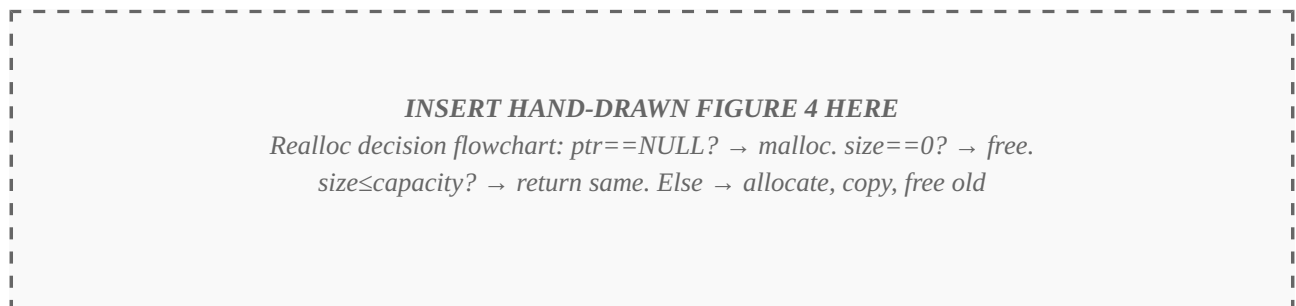 INSERT HAND-DRAWN FIGURE 4 HERE
Realloc decision flowchart: ptr==NULL? → malloc. size==0? → free.
size≤capacity? → return same. Else → allocate, copy, free old